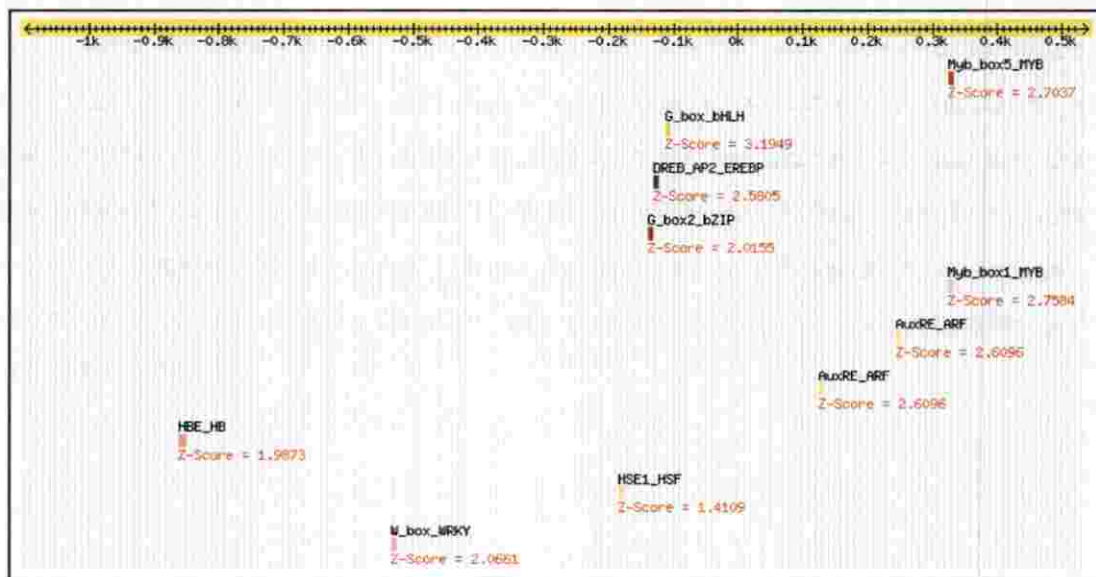 -1k -0.9k -0.8k -0.7k -0.6k -0.5k -0.4k -0.3k -0.2k -0.1k 0k 0.1k 0.2k 0.3k 0.4k 0.5k
Myb_box5_MYB
Z-Score = 2.7037
G_box_bHLH
Z-Score = 3.1949
DREB_AP2_EREBP
Z-Score = 2.5805
G_box2_bZIP
Z-Score = 2.0155
Myb_box1_MYB
Z-Score = 2.7584
AuxRE_ARF
Z-Score = 2.6096
AuxRE_ARF
Z-Score = 2.6096
HBE_HB
Z-Score = 1.9873
HSE1_HSF
Z-Score = 1.4109
W_box_WRKY
Z-Score = 2.0661